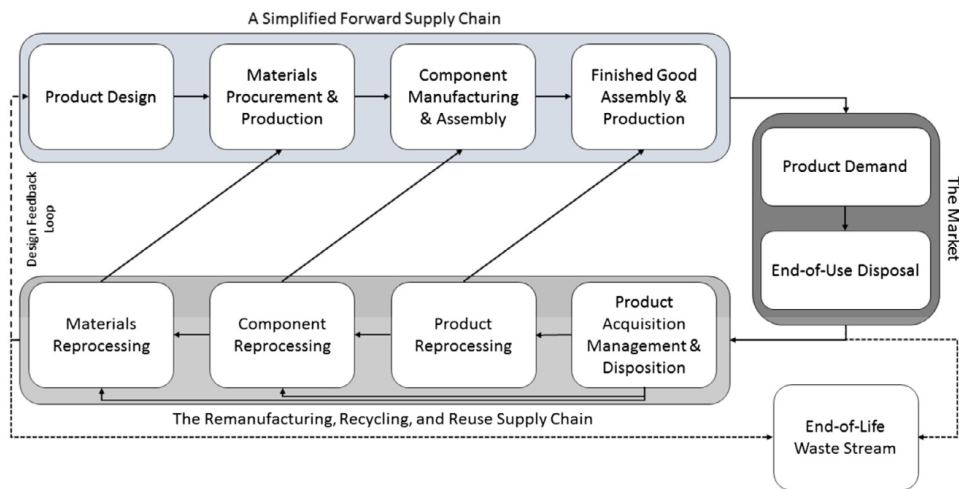 A Simplified Forward Supply Chain
Product Design
Materials
Procurement &
Production
Component
Manufacturing
& Assembly
Finished Good
Assembly &
Production
Product Demand
End-of-Use Disposal
The Market
Design Feedback
Loop
Materials
Reprocessing
Component
Reprocessing
Product
Reprocessing
Product
Acquisition
Management &
Disposition
The Remanufacturing, Recycling, and Reuse Supply Chain
End-of-Life
Waste Stream